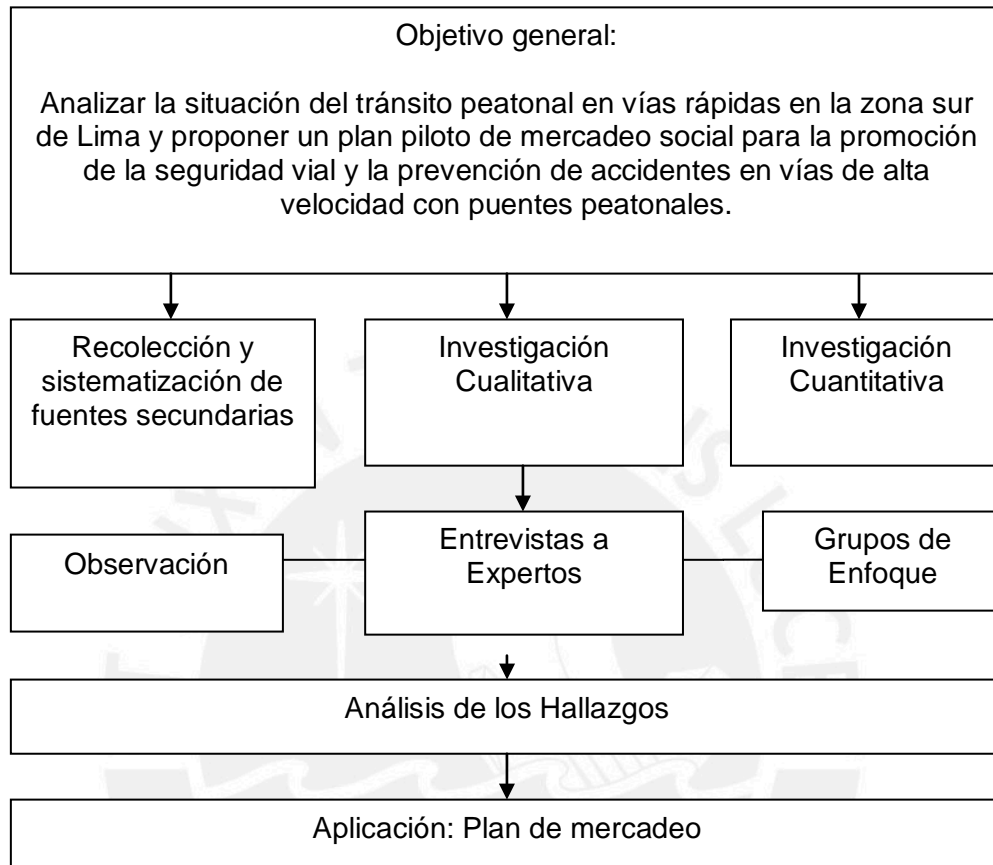 Objetivo general:
Analizar la situación del tránsito peatonal en vías rápidas en la zona sur
de Lima y proponer un plan piloto de mercadeo social para la promoción
de la seguridad vial y la prevención de accidentes en vías de alta
velocidad con puentes peatonales.
Recolección y
sistematización de
fuentes secundarias
Investigación
Cualitativa
Investigación
Cuantitativa
Observación
Entrevistas a
Expertos
Grupos de
Enfoque
Análisis de los Hallazgos
Aplicación: Plan de mercadeo